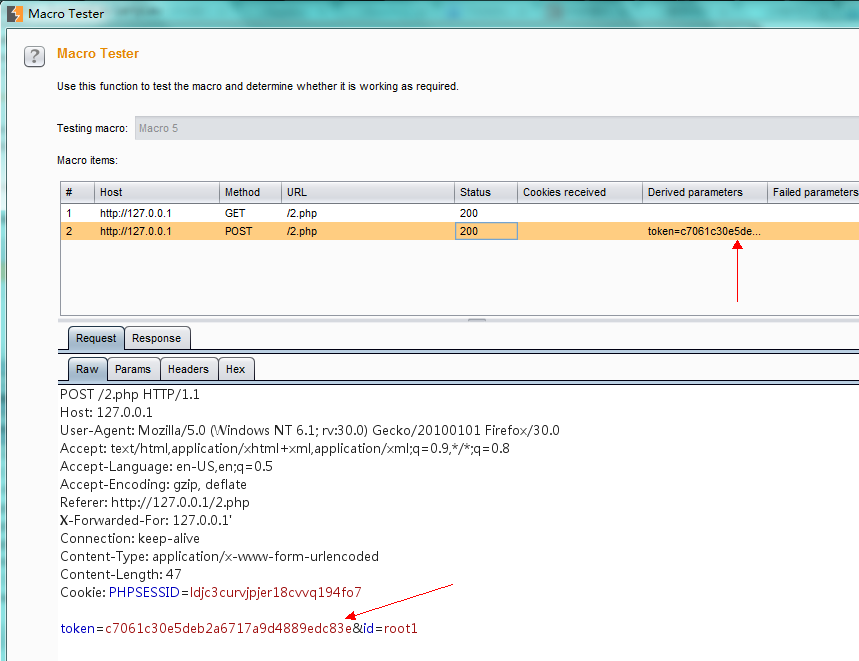 Macro Tester
?
Macro Tester
Use this function to test the macro and determine whether it is working as required.
Testing macro: Macro 5
Macro items:
# Host Method URL Status Cookies received Derived parameters Failed parameters
1 http://127.0.0.1 GET /2.php 200
2 http://127.0.0.1 POST /2.php 200 token=c7061c30e5de...
Request Response
Raw Params Headers Hex
POST /2.php HTTP/1.1
Host: 127.0.0.1
User-Agent: Mozilla/5.0 (Windows NT 6.1; rv:30.0) Gecko/20100101 Firefox/30.0
Accept: text/html,application/xhtml+xml,application/xml;q=0.9,*/*;q=0.8
Accept-Language: en-US,en;q=0.5
Accept-Encoding: gzip, deflate
Referer: http://127.0.0.1/2.php
X-Forwarded-For: 127.0.0.1'
Connection: keep-alive
Content-Type: application/x-www-form-urlencoded
Content-Length: 47
Cookie: PHPSESSID=ldjc3curvjpjer18cvvq194fo7
token=c7061c30e5deb2a6717a9d4889edc83e&id=root1